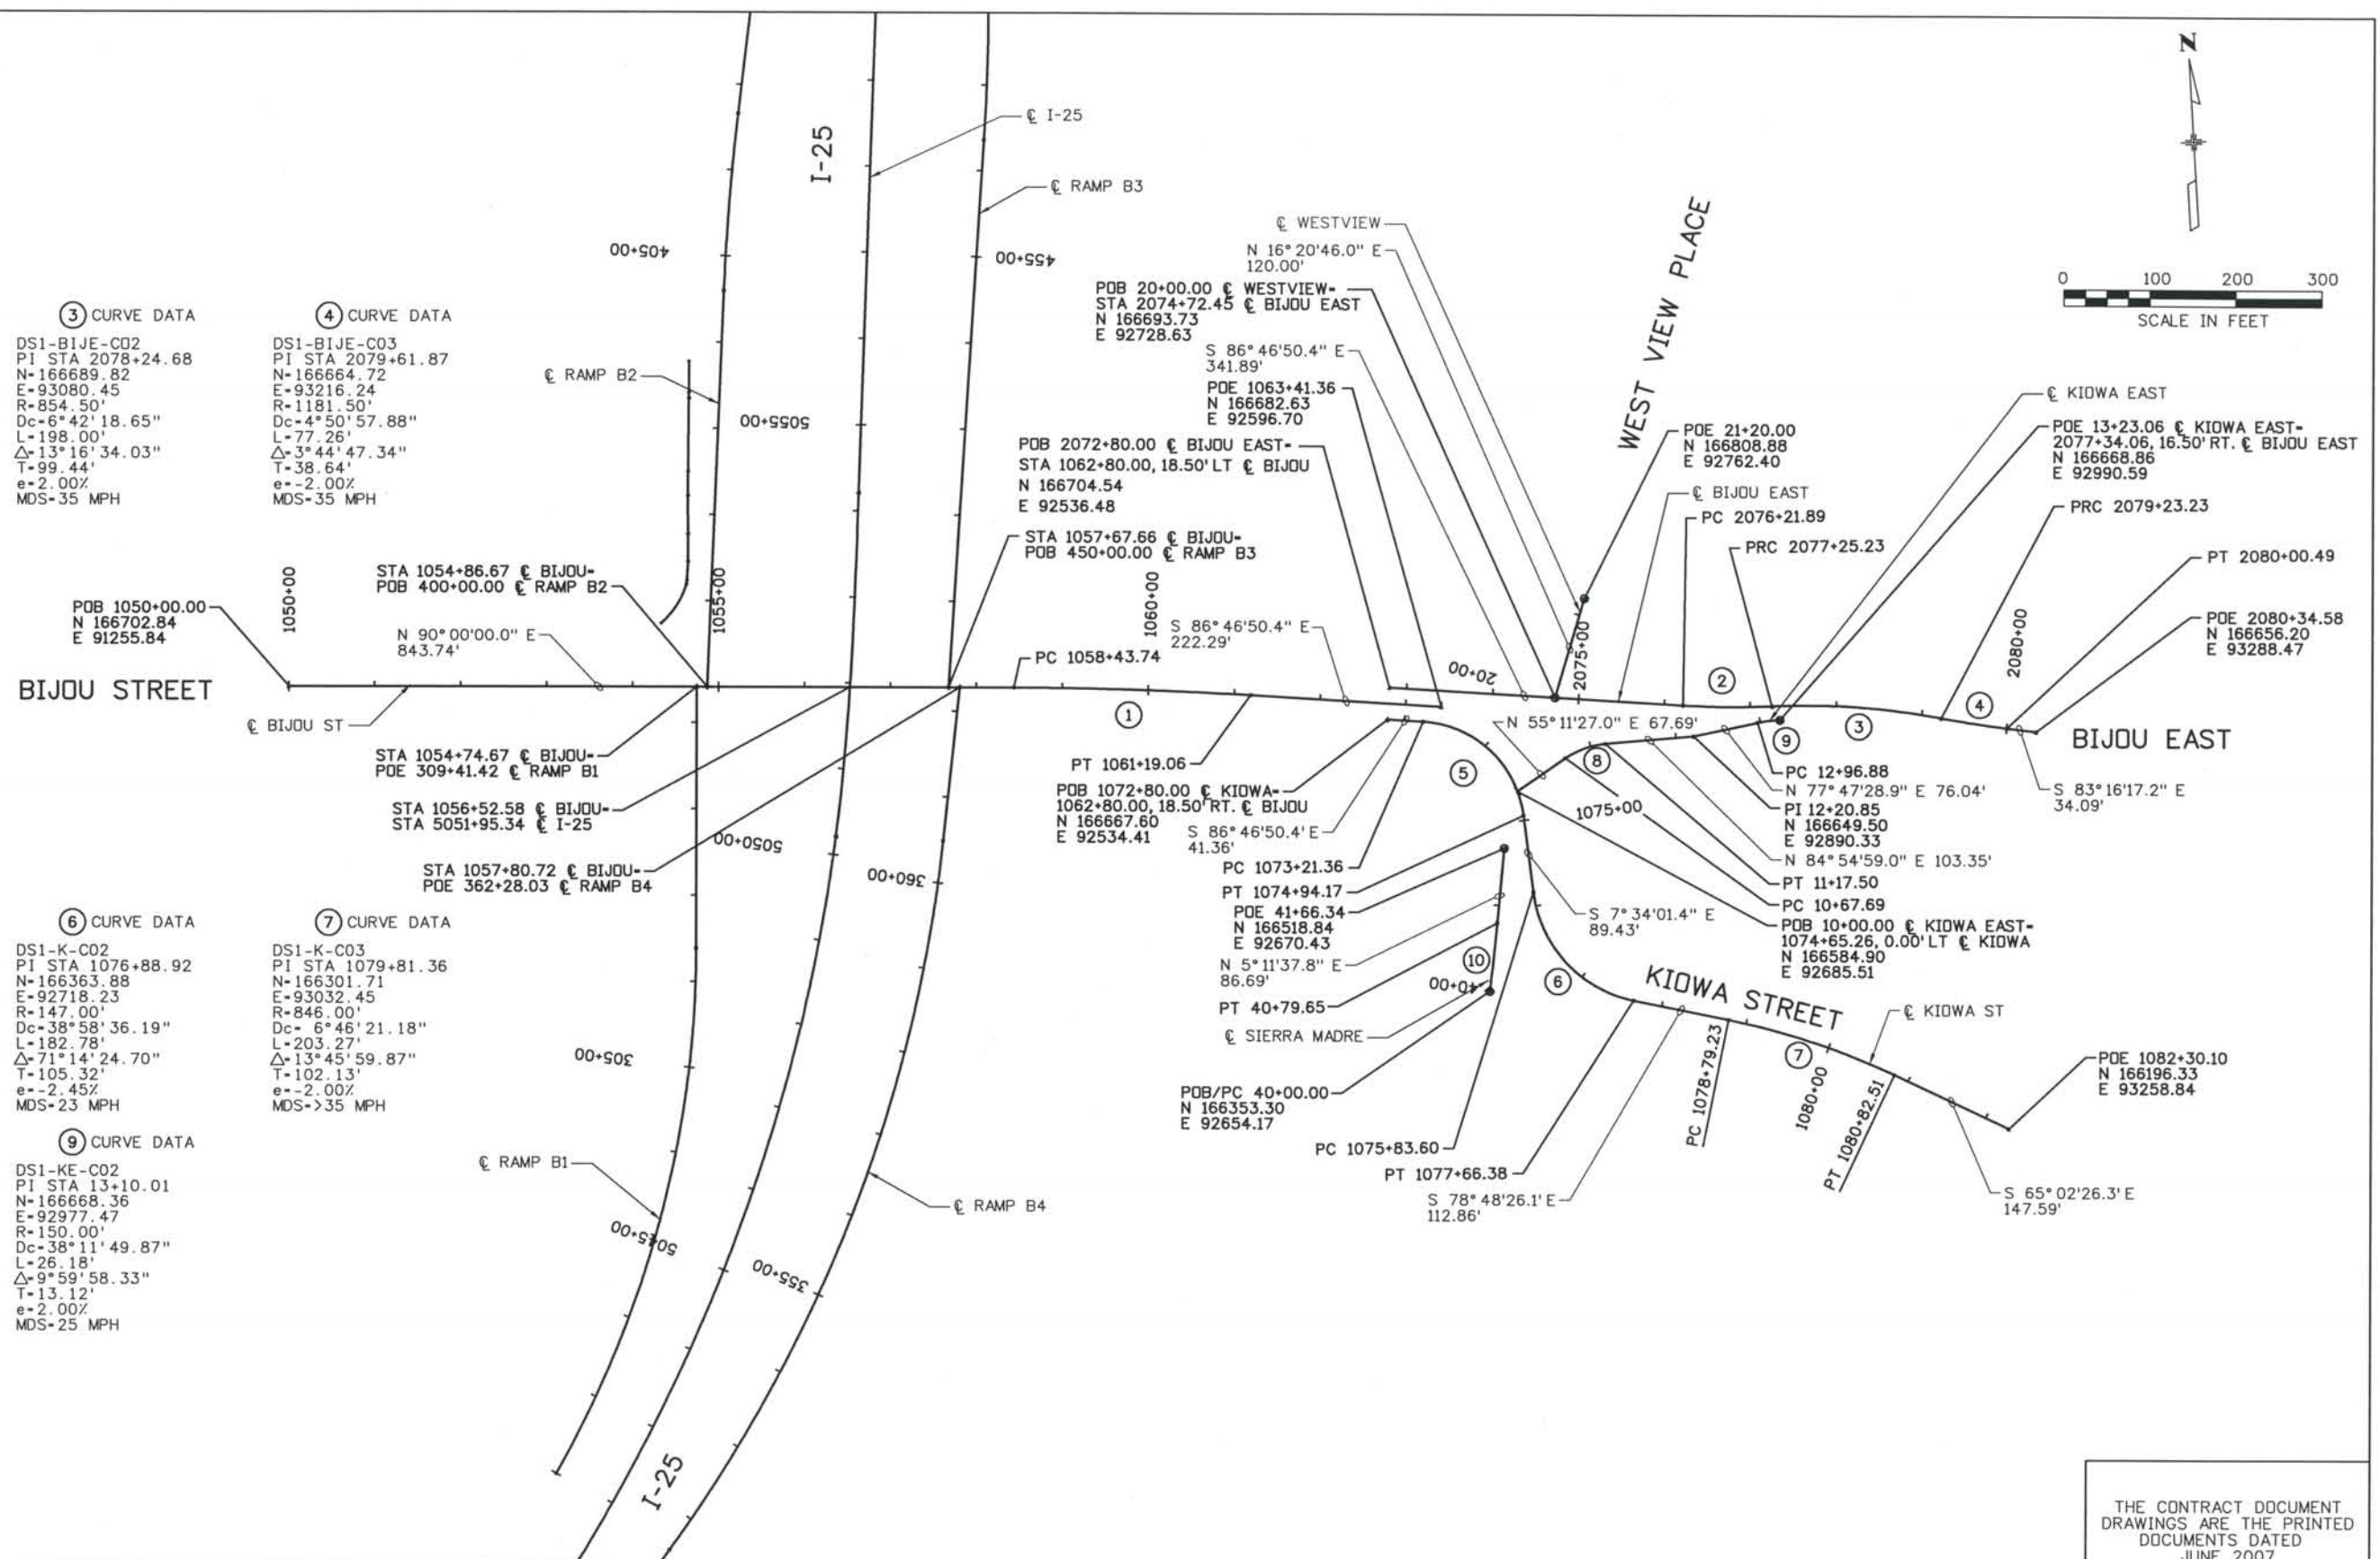 N
0 100 200 300
SCALE IN FEET
℄ I-25
I-25
℄ RAMP B3
405+00
455+00
℄ WESTVIEW
N 16°20'46.0" E
120.00'
WEST VIEW PLACE
POB 20+00.00 ℄ WESTVIEW=
STA 2074+72.45 ℄ BIJOU EAST
N 166693.73
E 92728.63
S 86°46'50.4" E
341.89'
POE 1063+41.36
N 166682.63
E 92596.70
POB 2072+80.00 ℄ BIJOU EAST=
STA 1062+80.00, 18.50' LT ℄ BIJOU
N 166704.54
E 92536.48
③ CURVE DATA
DS1-BIJE-C02
PI STA 2078+24.68
N=166689.82
E=93080.45
R=854.50'
Dc=6°42'18.65"
L=198.00'
△=13°16'34.03"
T=99.44'
e=2.00%
MDS=35 MPH
④ CURVE DATA
DS1-BIJE-C03
PI STA 2079+61.87
N=166664.72
E=93216.24
R=1181.50'
Dc=4°50'57.88"
L=77.26'
△=3°44'47.34"
T=38.64'
e=-2.00%
MDS=35 MPH
℄ RAMP B2
5055+00
℄ KIOWA EAST
POE 13+23.06 ℄ KIOWA EAST=
2077+34.06, 16.50' RT. ℄ BIJOU EAST
N 166668.86
E 92990.59
POE 21+20.00
N 166808.88
E 92762.40
℄ BIJOU EAST
PC 2076+21.89
PRC 2077+25.23
PRC 2079+23.23
PT 2080+00.49
POE 2080+34.58
N 166656.20
E 93288.47
STA 1057+67.66 ℄ BIJOU=
POB 450+00.00 ℄ RAMP B3
STA 1054+86.67 ℄ BIJOU=
POB 400+00.00 ℄ RAMP B2
POB 1050+00.00
N 166702.84
E 91255.84
1050+00
1055+00
1060+00
N 90°00'00.0" E
843.74'
S 86°46'50.4" E
222.29'
PC 1058+43.74
20+00
2075+00
2080+00
BIJOU STREET
℄ BIJOU ST
①
②
③
④
BIJOU EAST
N 55°11'27.0" E 67.69'
⑤
⑧
⑨
PC 12+96.88
N 77°47'28.9" E 76.04'
PI 12+20.85
N 166649.50
E 92890.33
N 84°54'59.0" E 103.35'
PT 11+17.50
PC 10+67.69
POB 10+00.00 ℄ KIOWA EAST=
1074+65.26, 0.00' LT ℄ KIOWA
N 166584.90
E 92685.51
S 83°16'17.2" E
34.09'
STA 1054+74.67 ℄ BIJOU=
POE 309+41.42 ℄ RAMP B1
STA 1056+52.58 ℄ BIJOU=
STA 5051+95.34 ℄ I-25
STA 1057+80.72 ℄ BIJOU=
POE 362+28.03 ℄ RAMP B4
5050+00
360+00
PT 1061+19.06
POB 1072+80.00 ℄ KIOWA=
1062+80.00, 18.50' RT. ℄ BIJOU
N 166667.60
E 92534.41
S 86°46'50.4' E
41.36'
PC 1073+21.36
PT 1074+94.17
POE 41+66.34
N 166518.84
E 92670.43
N 5°11'37.8" E
86.69'
PT 40+79.65
℄ SIERRA MADRE
POB/PC 40+00.00
N 166353.30
E 92654.17
1075+00
S 7°34'01.4" E
89.43'
⑩
40+00
⑥
KIOWA STREET
℄ KIOWA ST
PC 1075+83.60
PT 1077+66.38
S 78°48'26.1' E
112.86'
PC 1078+79.23
⑦
1080+00
PT 1080+82.51
POE 1082+30.10
N 166196.33
E 93258.84
S 65°02'26.3' E
147.59'
⑥ CURVE DATA
DS1-K-C02
PI STA 1076+88.92
N=166363.88
E=92718.23
R=147.00'
Dc=38°58'36.19"
L=182.78'
△=71°14'24.70"
T=105.32'
e=-2.45%
MDS=23 MPH
⑦ CURVE DATA
DS1-K-C03
PI STA 1079+81.36
N=166301.71
E=93032.45
R=846.00'
Dc= 6°46'21.18"
L=203.27'
△=13°45'59.87"
T=102.13'
e=-2.00%
MDS=>35 MPH
⑨ CURVE DATA
DS1-KE-C02
PI STA 13+10.01
N=166668.36
E=92977.47
R=150.00'
Dc=38°11'49.87"
L=26.18'
△=9°59'58.33"
T=13.12'
e=2.00%
MDS=25 MPH
305+00
℄ RAMP B1
5045+00
355+00
℄ RAMP B4
I-25
THE CONTRACT DOCUMENT
DRAWINGS ARE THE PRINTED
DOCUMENTS DATED
JUNE 2007